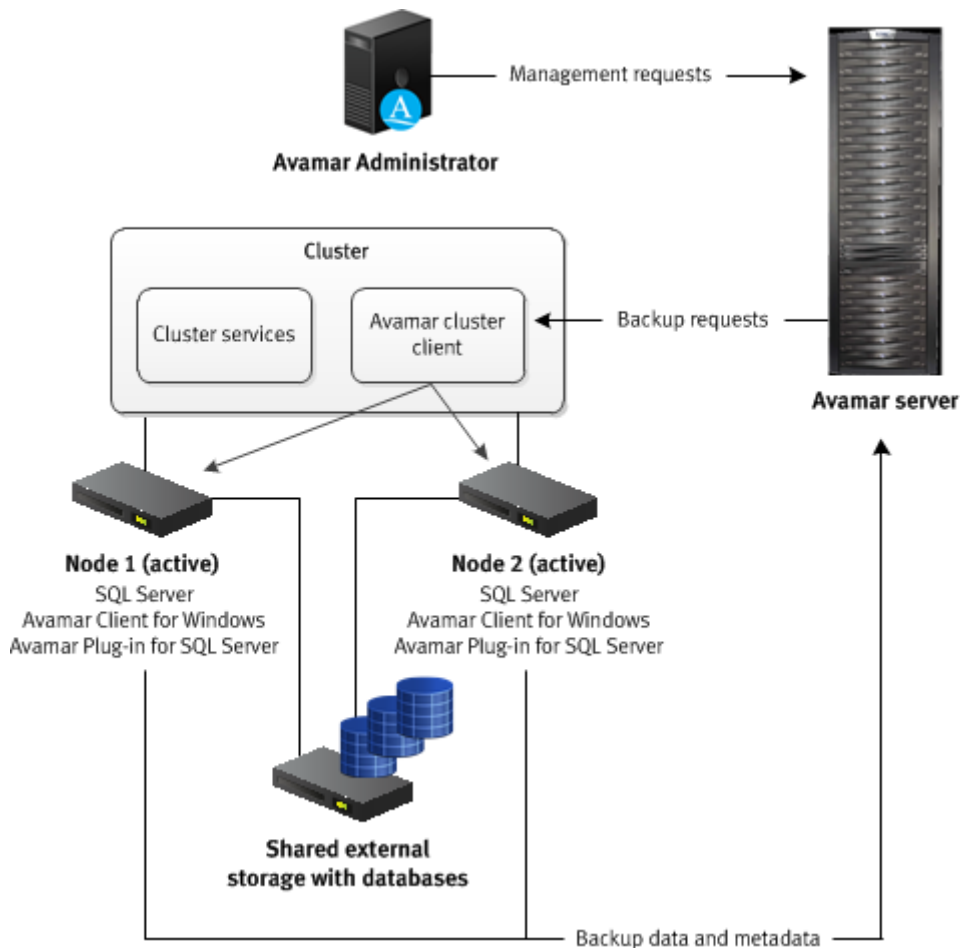 Management requests
Avamar Administrator
Cluster
Cluster services
Avamar cluster
client
Backup requests
Avamar server
Node 1 (active)
SQL Server
Avamar Client for Windows
Avamar Plug-in for SQL Server
Node 2 (active)
SQL Server
Avamar Client for Windows
Avamar Plug-in for SQL Server
Shared external
storage with databases
Backup data and metadata